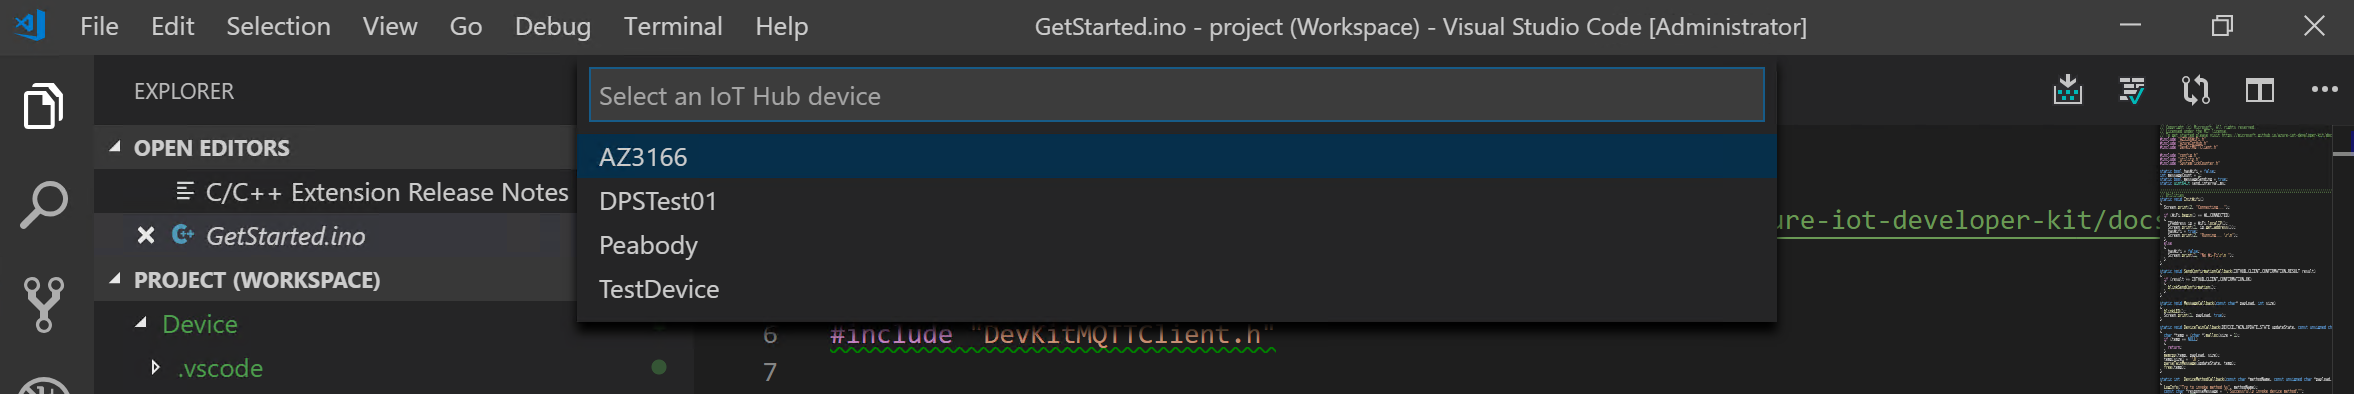 File Edit Selection View Go Debug Terminal Help GetStarted.ino - project (Workspace) - Visual Studio Code [Administrator]
EXPLORER
Select an IoT Hub device
OPEN EDITORS
AZ3166
C/C++ Extension Release Notes
DPSTest01
ure-iot-developer-kit/docs
GetStarted.ino
Peabody
PROJECT (WORKSPACE)
TestDevice
Device
6 #include "DevKitMQTTClient.h"
.vscode
7